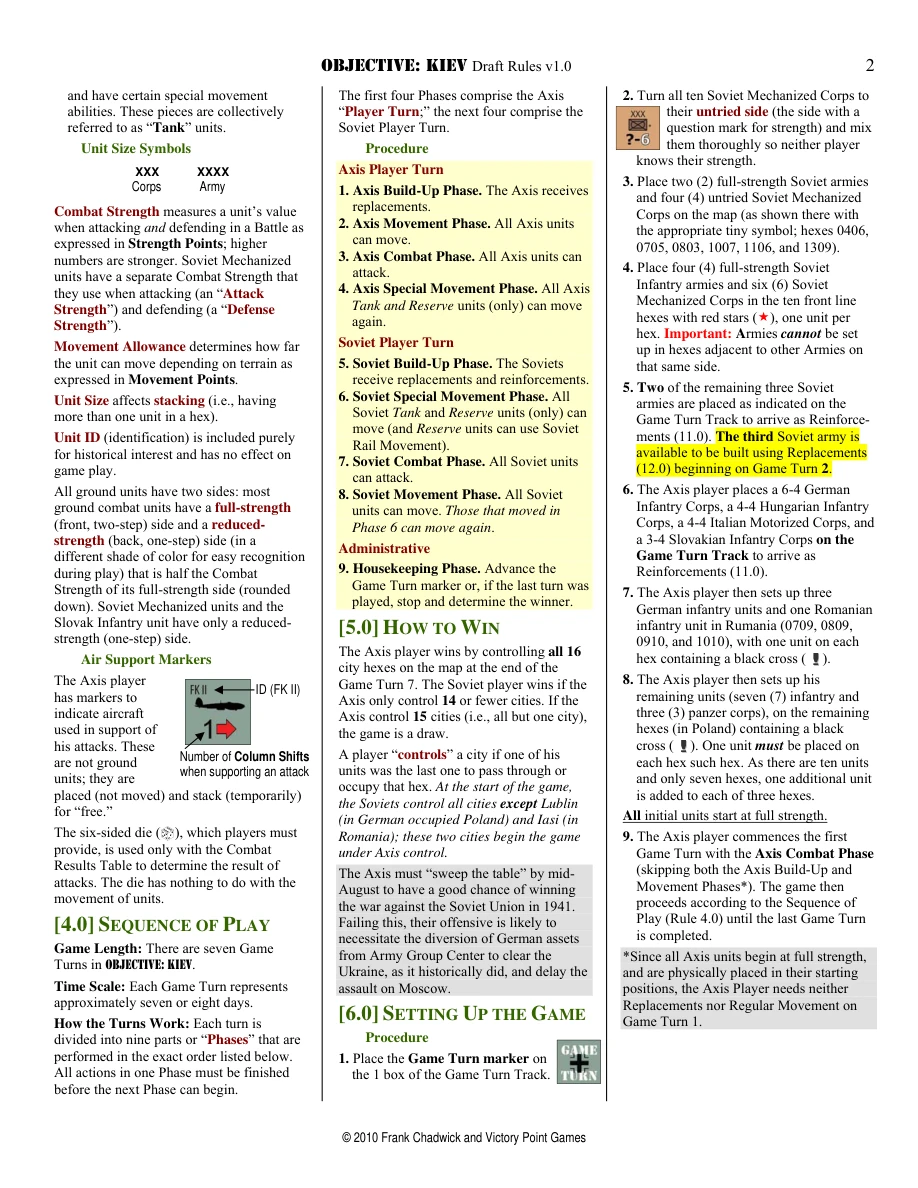 OBJECTIVE: KIEV Draft Rules v1.0
2
and have certain special movement
abilities. These pieces are collectively
referred to as “Tank” units.
Unit Size Symbols
XXX XXXX
Corps Army
Combat Strength measures a unit’s value
when attacking and defending in a Battle as
expressed in Strength Points; higher
numbers are stronger. Soviet Mechanized
units have a separate Combat Strength that
they use when attacking (an “Attack
Strength”) and defending (a “Defense
Strength”).
Movement Allowance determines how far
the unit can move depending on terrain as
expressed in Movement Points.
Unit Size affects stacking (i.e., having
more than one unit in a hex).
Unit ID (identification) is included purely
for historical interest and has no effect on
game play.
All ground units have two sides: most
ground combat units have a full-strength
(front, two-step) side and a reduced-
strength (back, one-step) side (in a
different shade of color for easy recognition
during play) that is half the Combat
Strength of its full-strength side (rounded
down). Soviet Mechanized units and the
Slovak Infantry unit have only a reduced-
strength (one-step) side.
Air Support Markers
The Axis player
has markers to
indicate aircraft
used in support of
his attacks. These
are not ground
units; they are
placed (not moved) and stack (temporarily)
for “free.”
FK II
ID (FK II)
1
Number of Column Shifts
when supporting an attack
The six-sided die ( ), which players must
provide, is used only with the Combat
Results Table to determine the result of
attacks. The die has nothing to do with the
movement of units.
[4.0] SEQUENCE OF PLAY
Game Length: There are seven Game
Turns in OBJECTIVE: KIEV.
Time Scale: Each Game Turn represents
approximately seven or eight days.
How the Turns Work: Each turn is
divided into nine parts or “Phases” that are
performed in the exact order listed below.
All actions in one Phase must be finished
before the next Phase can begin.
The first four Phases comprise the Axis
“Player Turn;” the next four comprise the
Soviet Player Turn.
Procedure
Axis Player Turn
1. Axis Build-Up Phase. The Axis receives
replacements.
2. Axis Movement Phase. All Axis units
can move.
3. Axis Combat Phase. All Axis units can
attack.
4. Axis Special Movement Phase. All Axis
Tank and Reserve units (only) can move
again.
Soviet Player Turn
5. Soviet Build-Up Phase. The Soviets
receive replacements and reinforcements.
6. Soviet Special Movement Phase. All
Soviet Tank and Reserve units (only) can
move (and Reserve units can use Soviet
Rail Movement).
7. Soviet Combat Phase. All Soviet units
can attack.
8. Soviet Movement Phase. All Soviet
units can move. Those that moved in
Phase 6 can move again.
Administrative
9. Housekeeping Phase. Advance the
Game Turn marker or, if the last turn was
played, stop and determine the winner.
[5.0] HOW TO WIN
The Axis player wins by controlling all 16
city hexes on the map at the end of the
Game Turn 7. The Soviet player wins if the
Axis only control 14 or fewer cities. If the
Axis control 15 cities (i.e., all but one city),
the game is a draw.
A player “controls” a city if one of his
units was the last one to pass through or
occupy that hex. At the start of the game,
the Soviets control all cities except Lublin
(in German occupied Poland) and Iasi (in
Romania); these two cities begin the game
under Axis control.
The Axis must “sweep the table” by mid-
August to have a good chance of winning
the war against the Soviet Union in 1941.
Failing this, their offensive is likely to
necessitate the diversion of German assets
from Army Group Center to clear the
Ukraine, as it historically did, and delay the
assault on Moscow.
[6.0] SETTING UP THE GAME
Procedure
1. Place the Game Turn marker on
the 1 box of the Game Turn Track.
GAME
TURN
2. Turn all ten Soviet Mechanized Corps to
their untried side (the side with a
question mark for strength) and mix
them thoroughly so neither player
knows their strength.
XXX
?-6
3. Place two (2) full-strength Soviet armies
and four (4) untried Soviet Mechanized
Corps on the map (as shown there with
the appropriate tiny symbol; hexes 0406,
0705, 0803, 1007, 1106, and 1309).
4. Place four (4) full-strength Soviet
Infantry armies and six (6) Soviet
Mechanized Corps in the ten front line
hexes with red stars (★), one unit per
hex. Important: Armies cannot be set
up in hexes adjacent to other Armies on
that same side.
5. Two of the remaining three Soviet
armies are placed as indicated on the
Game Turn Track to arrive as Reinforce-
ments (11.0). The third Soviet army is
available to be built using Replacements
(12.0) beginning on Game Turn 2.
6. The Axis player places a 6-4 German
Infantry Corps, a 4-4 Hungarian Infantry
Corps, a 4-4 Italian Motorized Corps, and
a 3-4 Slovakian Infantry Corps on the
Game Turn Track to arrive as
Reinforcements (11.0).
7. The Axis player then sets up three
German infantry units and one Romanian
infantry unit in Rumania (0709, 0809,
0910, and 1010), with one unit on each
hex containing a black cross ( ).
8. The Axis player then sets up his
remaining units (seven (7) infantry and
three (3) panzer corps), on the remaining
hexes (in Poland) containing a black
cross ( ). One unit must be placed on
each hex such hex. As there are ten units
and only seven hexes, one additional unit
is added to each of three hexes.
All initial units start at full strength.
9. The Axis player commences the first
Game Turn with the Axis Combat Phase
(skipping both the Axis Build-Up and
Movement Phases*). The game then
proceeds according to the Sequence of
Play (Rule 4.0) until the last Game Turn
is completed.
*Since all Axis units begin at full strength,
and are physically placed in their starting
positions, the Axis Player needs neither
Replacements nor Regular Movement on
Game Turn 1.
© 2010 Frank Chadwick and Victory Point Games